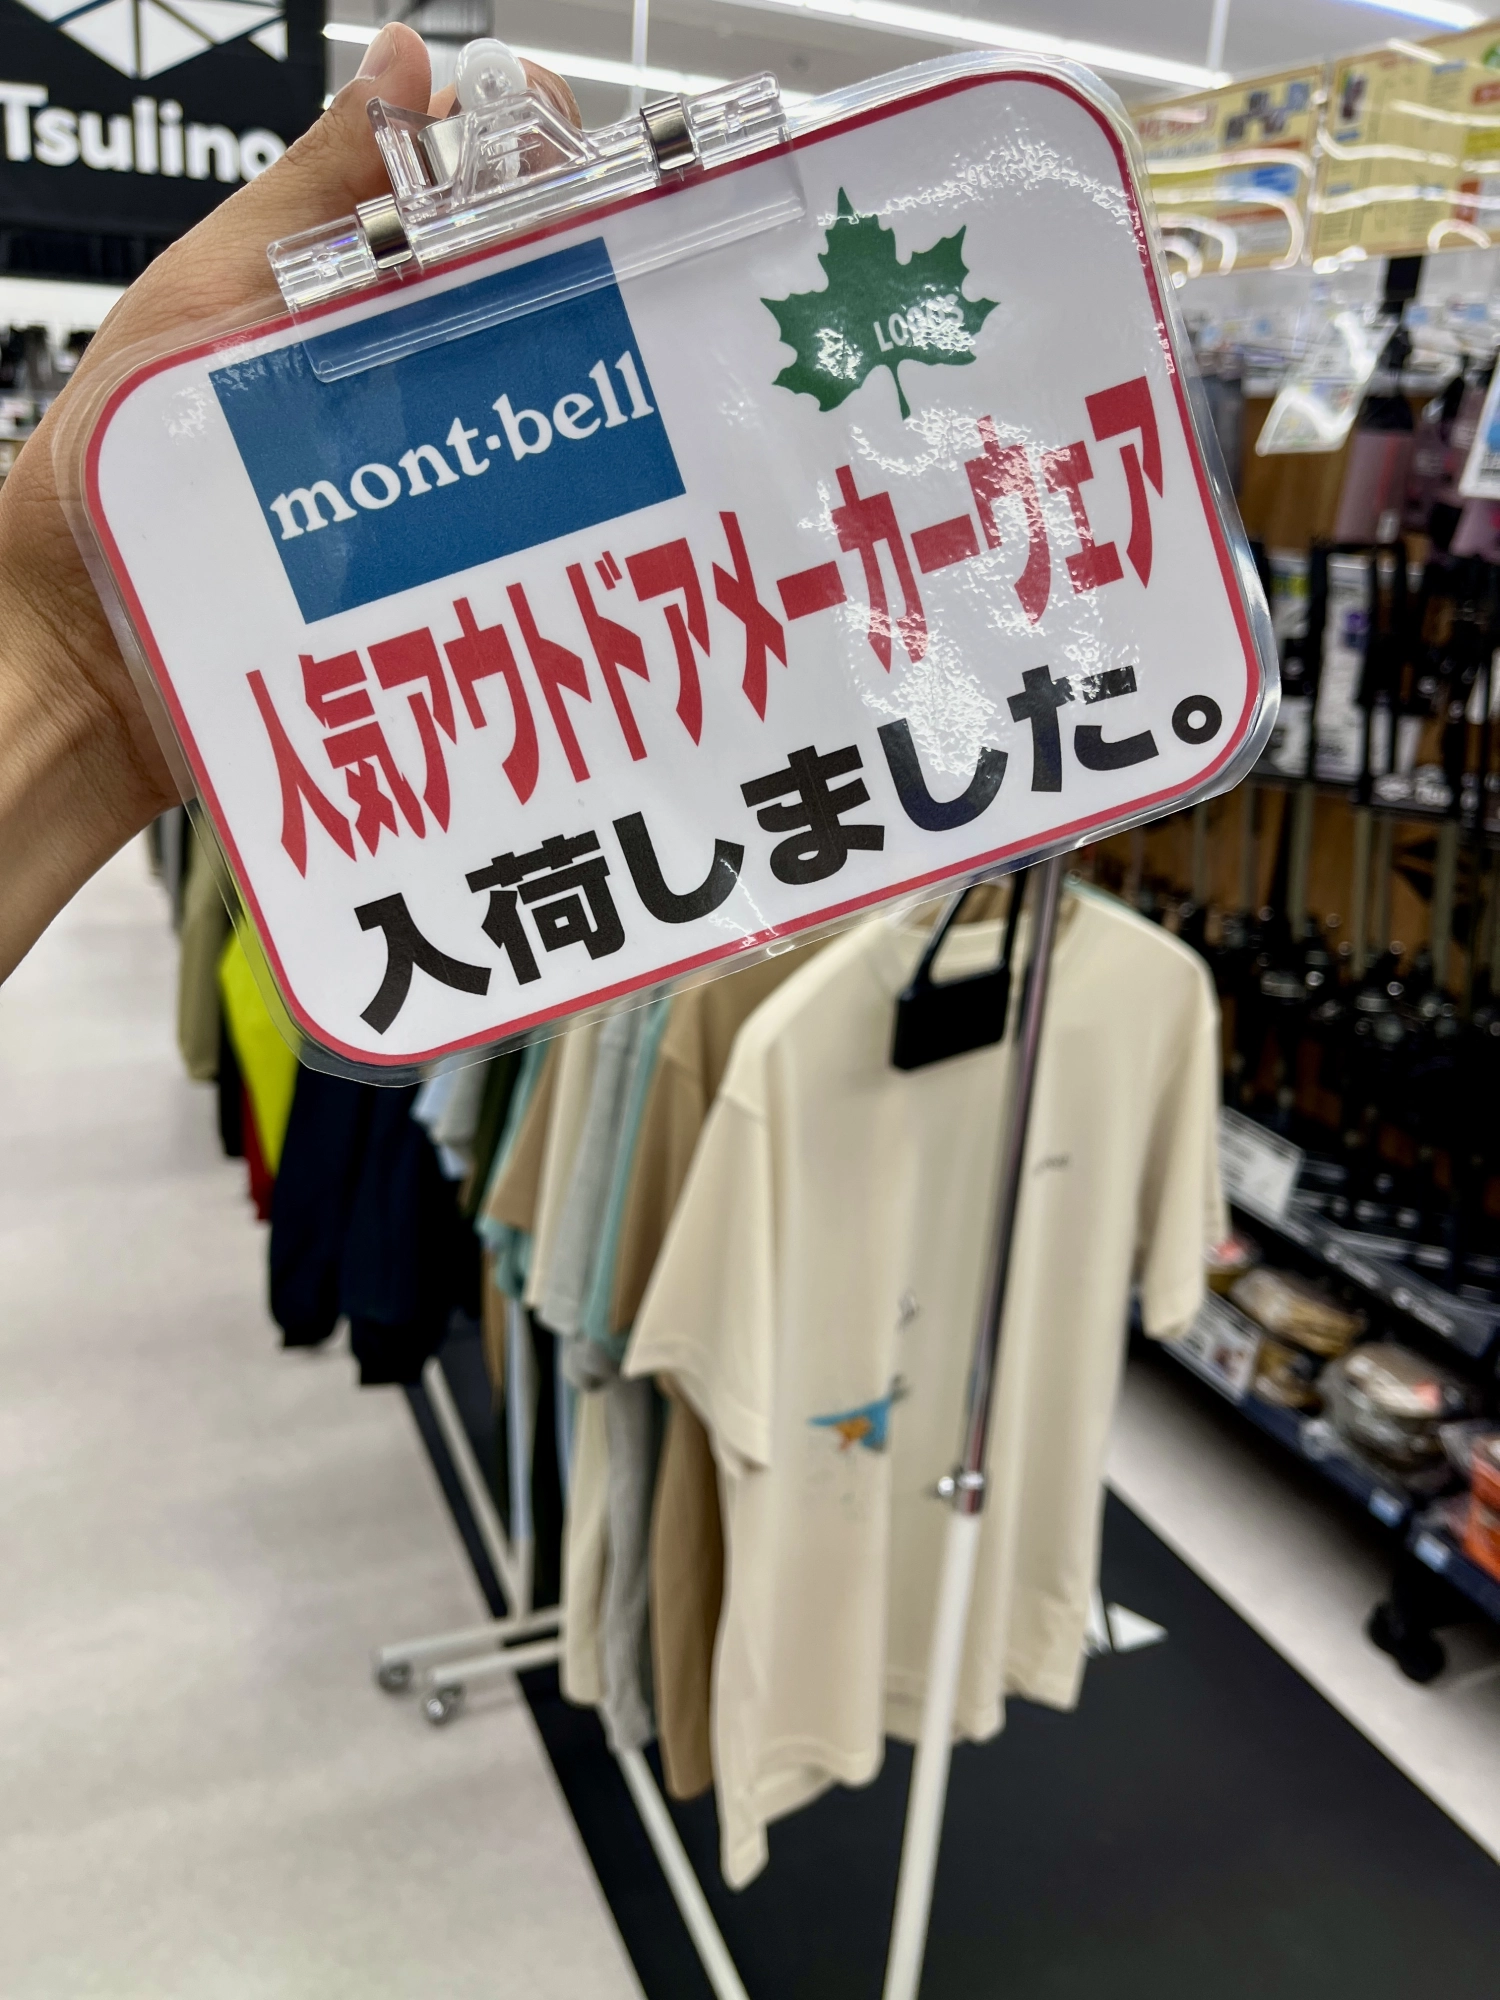 Tsulino
mont·bell
LOGOS
人気アウトドアメーカーウェア
入荷しました。